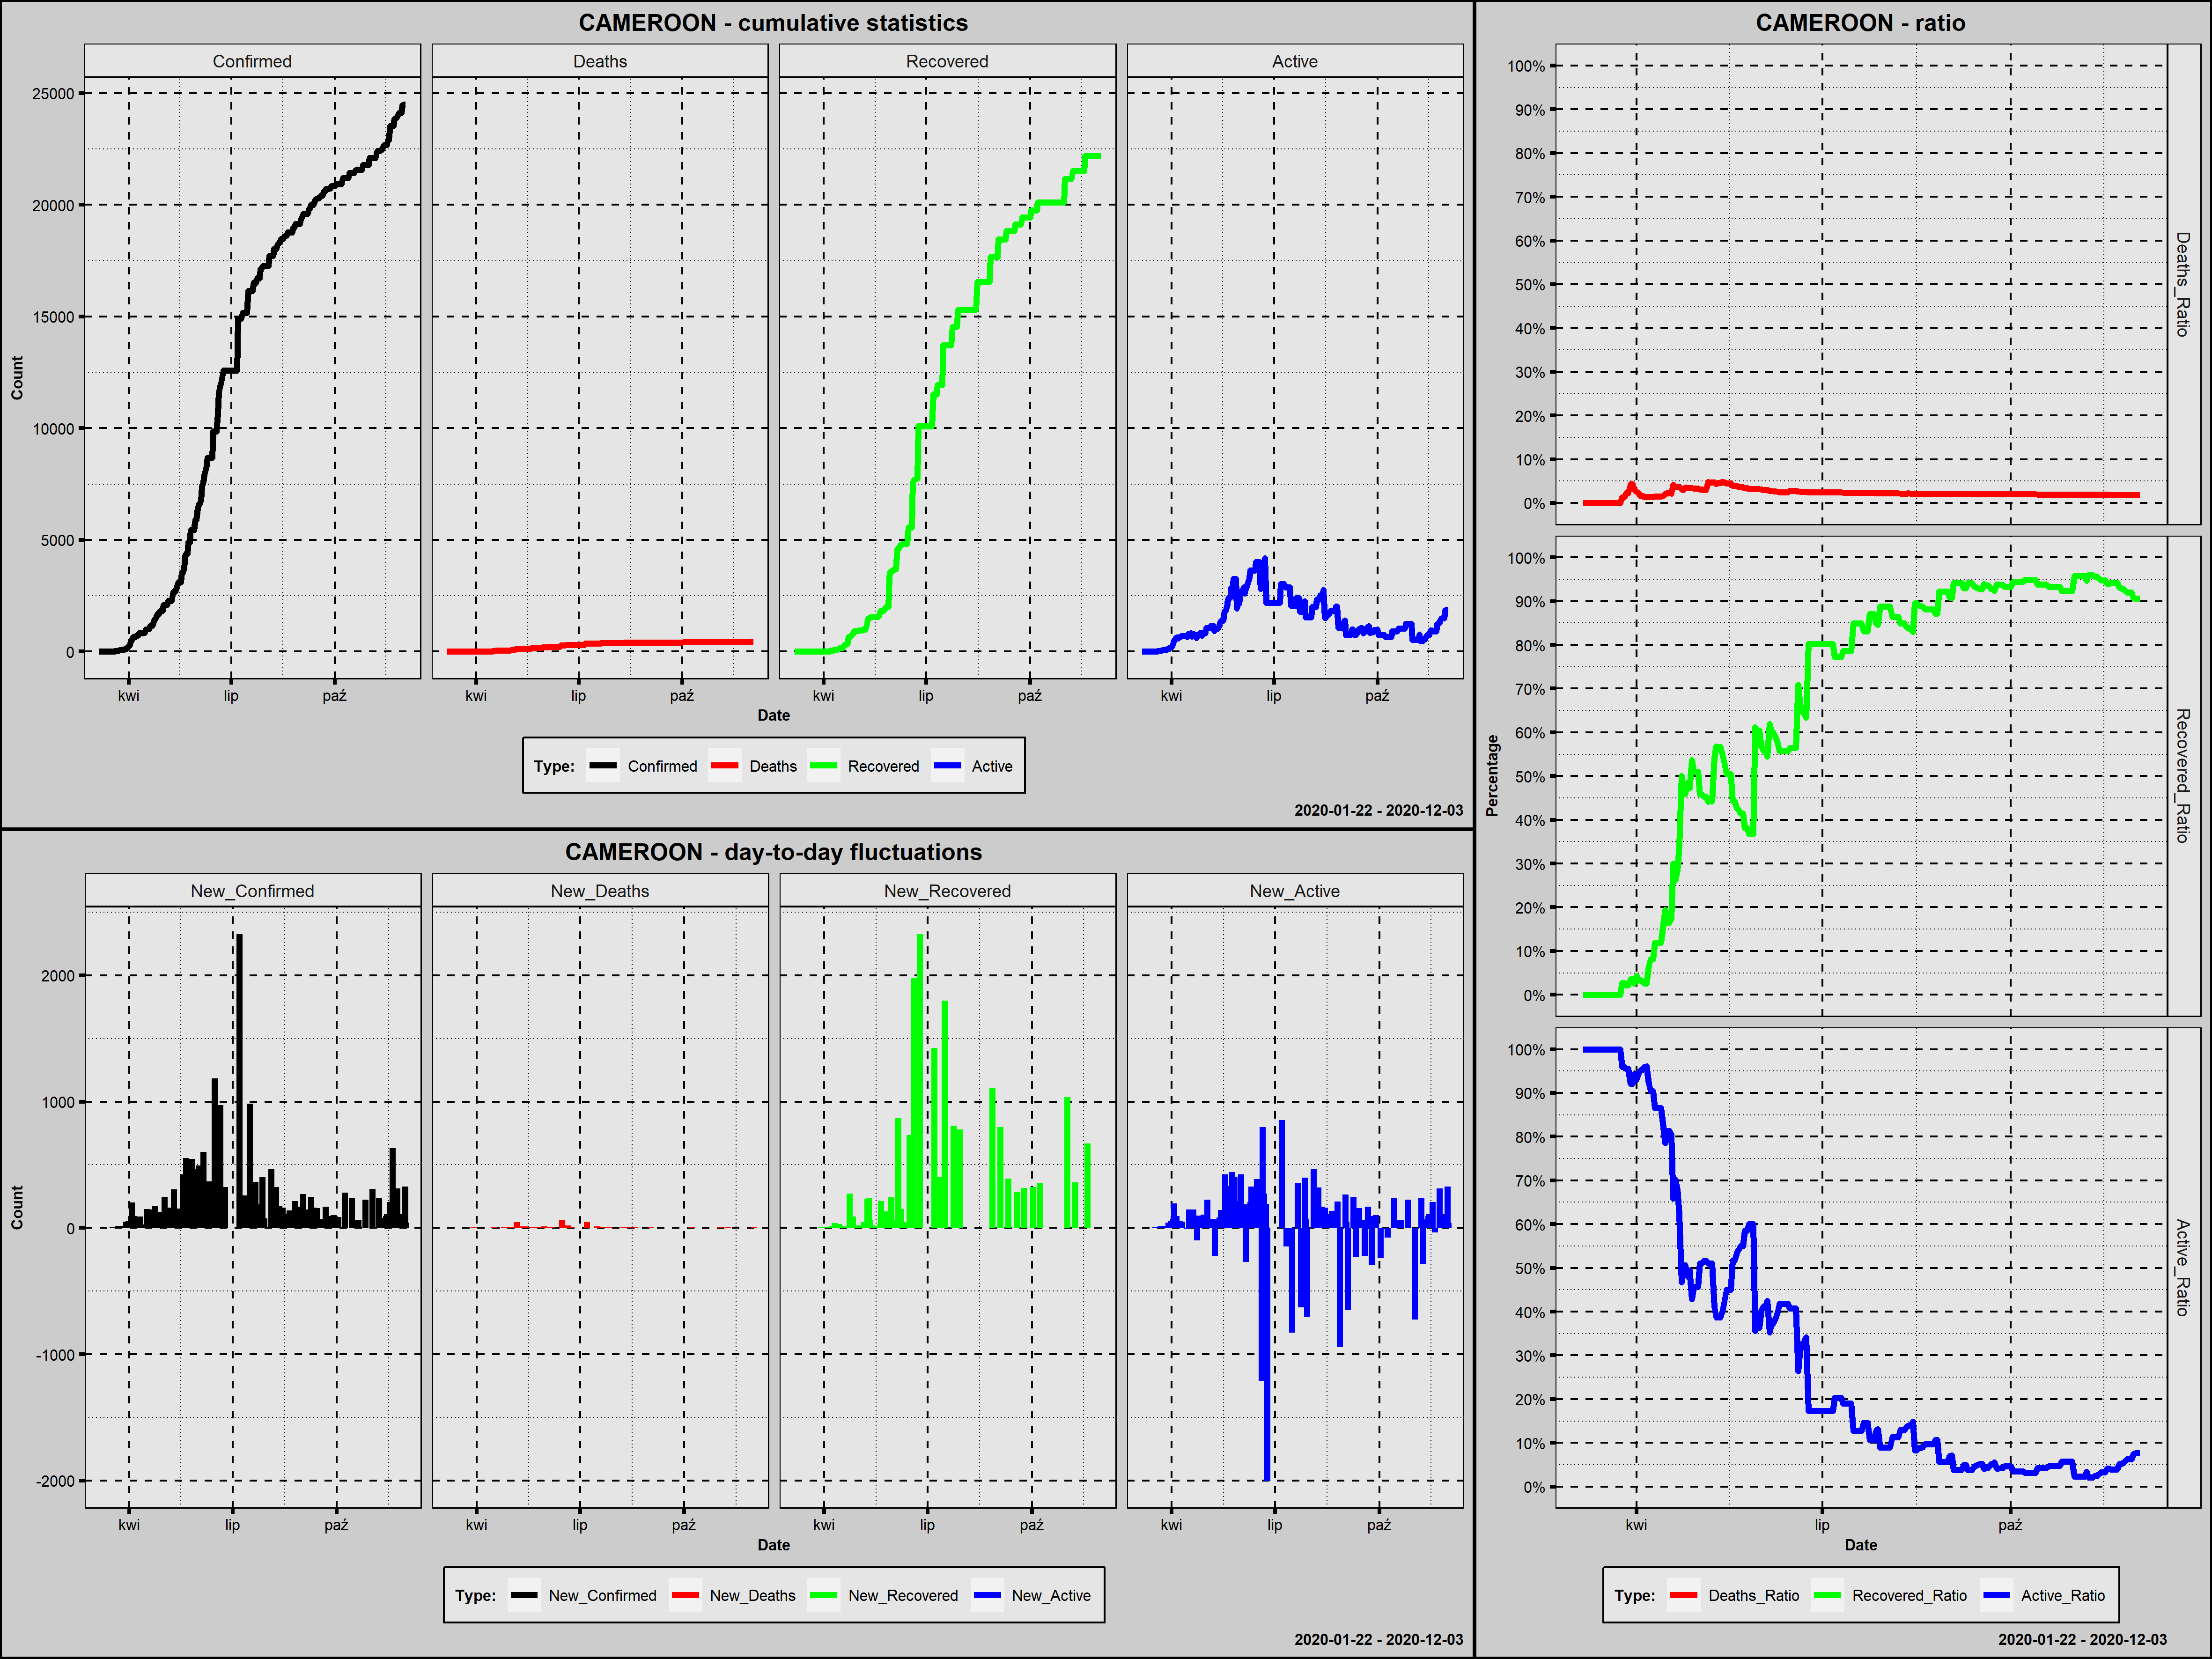 CAMEROON - cumulative statistics
Confirmed Deaths Recovered Active
Count
25000
20000
15000
10000
5000
0
kwi lip paź kwi lip paź kwi lip paź kwi lip paź
Date
Type: Confirmed Deaths Recovered Active
2020-01-22 - 2020-12-03
CAMEROON - day-to-day fluctuations
New_Confirmed New_Deaths New_Recovered New_Active
Count
2000
1000
0
-1000
-2000
kwi lip paź kwi lip paź kwi lip paź kwi lip paź
Date
Type: New_Confirmed New_Deaths New_Recovered New_Active
2020-01-22 - 2020-12-03
CAMEROON - ratio
Percentage
100%
90%
80%
70%
60%
50%
40%
30%
20%
10%
0%
Deaths_Ratio
100%
90%
80%
70%
60%
50%
40%
30%
20%
10%
0%
Recovered_Ratio
100%
90%
80%
70%
60%
50%
40%
30%
20%
10%
0%
Active_Ratio
kwi lip paź
Date
Type: Deaths_Ratio Recovered_Ratio Active_Ratio
2020-01-22 - 2020-12-03